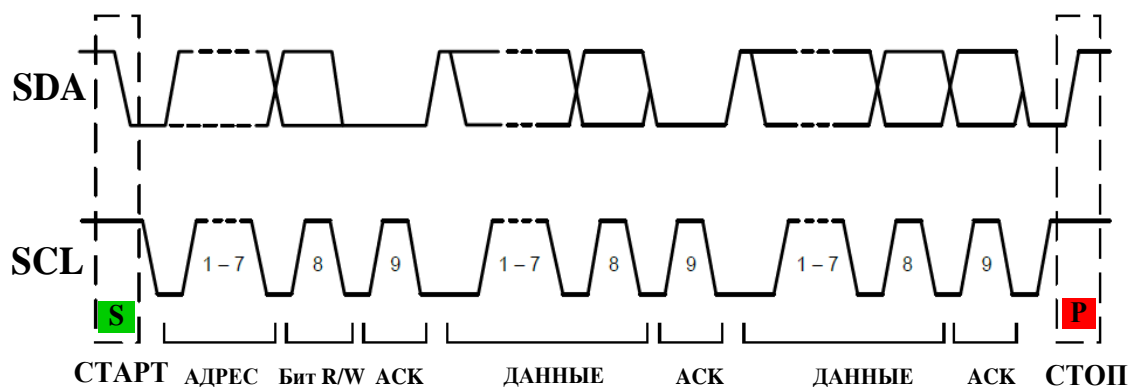 SDA
SCL
1 – 7 8 9 1 – 7 8 9 1 – 7 8 9
S P
СТАРТ АДРЕС Бит R/W ACK ДАННЫЕ ACK ДАННЫЕ ACK СТОП